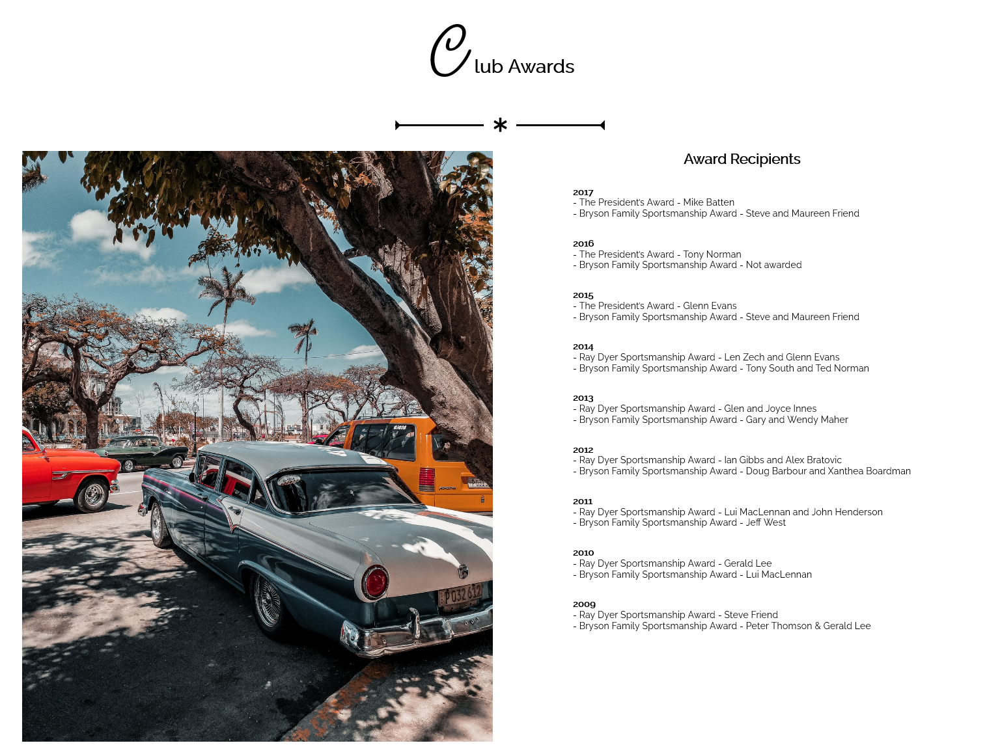 Club Awards
Award Recipients
2017
- The President's Award - Mike Batten
- Bryson Family Sportsmanship Award - Steve and Maureen Friend
2016
- The President's Award - Tony Norman
- Bryson Family Sportsmanship Award - Not awarded
2015
- The President's Award - Glenn Evans
- Bryson Family Sportsmanship Award - Steve and Maureen Friend
2014
- Ray Dyer Sportsmanship Award - Len Zech and Glenn Evans
- Bryson Family Sportsmanship Award - Tony South and Ted Norman
2013
- Ray Dyer Sportsmanship Award - Glen and Joyce Innes
- Bryson Family Sportsmanship Award - Gary and Wendy Maher
2012
- Ray Dyer Sportsmanship Award - Ian Gibbs and Alex Bratovic
- Bryson Family Sportsmanship Award - Doug Barbour and Xanthea Boardman
2011
- Ray Dyer Sportsmanship Award - Lui MacLennan and John Henderson
- Bryson Family Sportsmanship Award - Jeff West
2010
- Ray Dyer Sportsmanship Award - Gerald Lee
- Bryson Family Sportsmanship Award - Lui MacLennan
2009
- Ray Dyer Sportsmanship Award - Steve Friend
- Bryson Family Sportsmanship Award - Peter Thomson & Gerald Lee
P032612